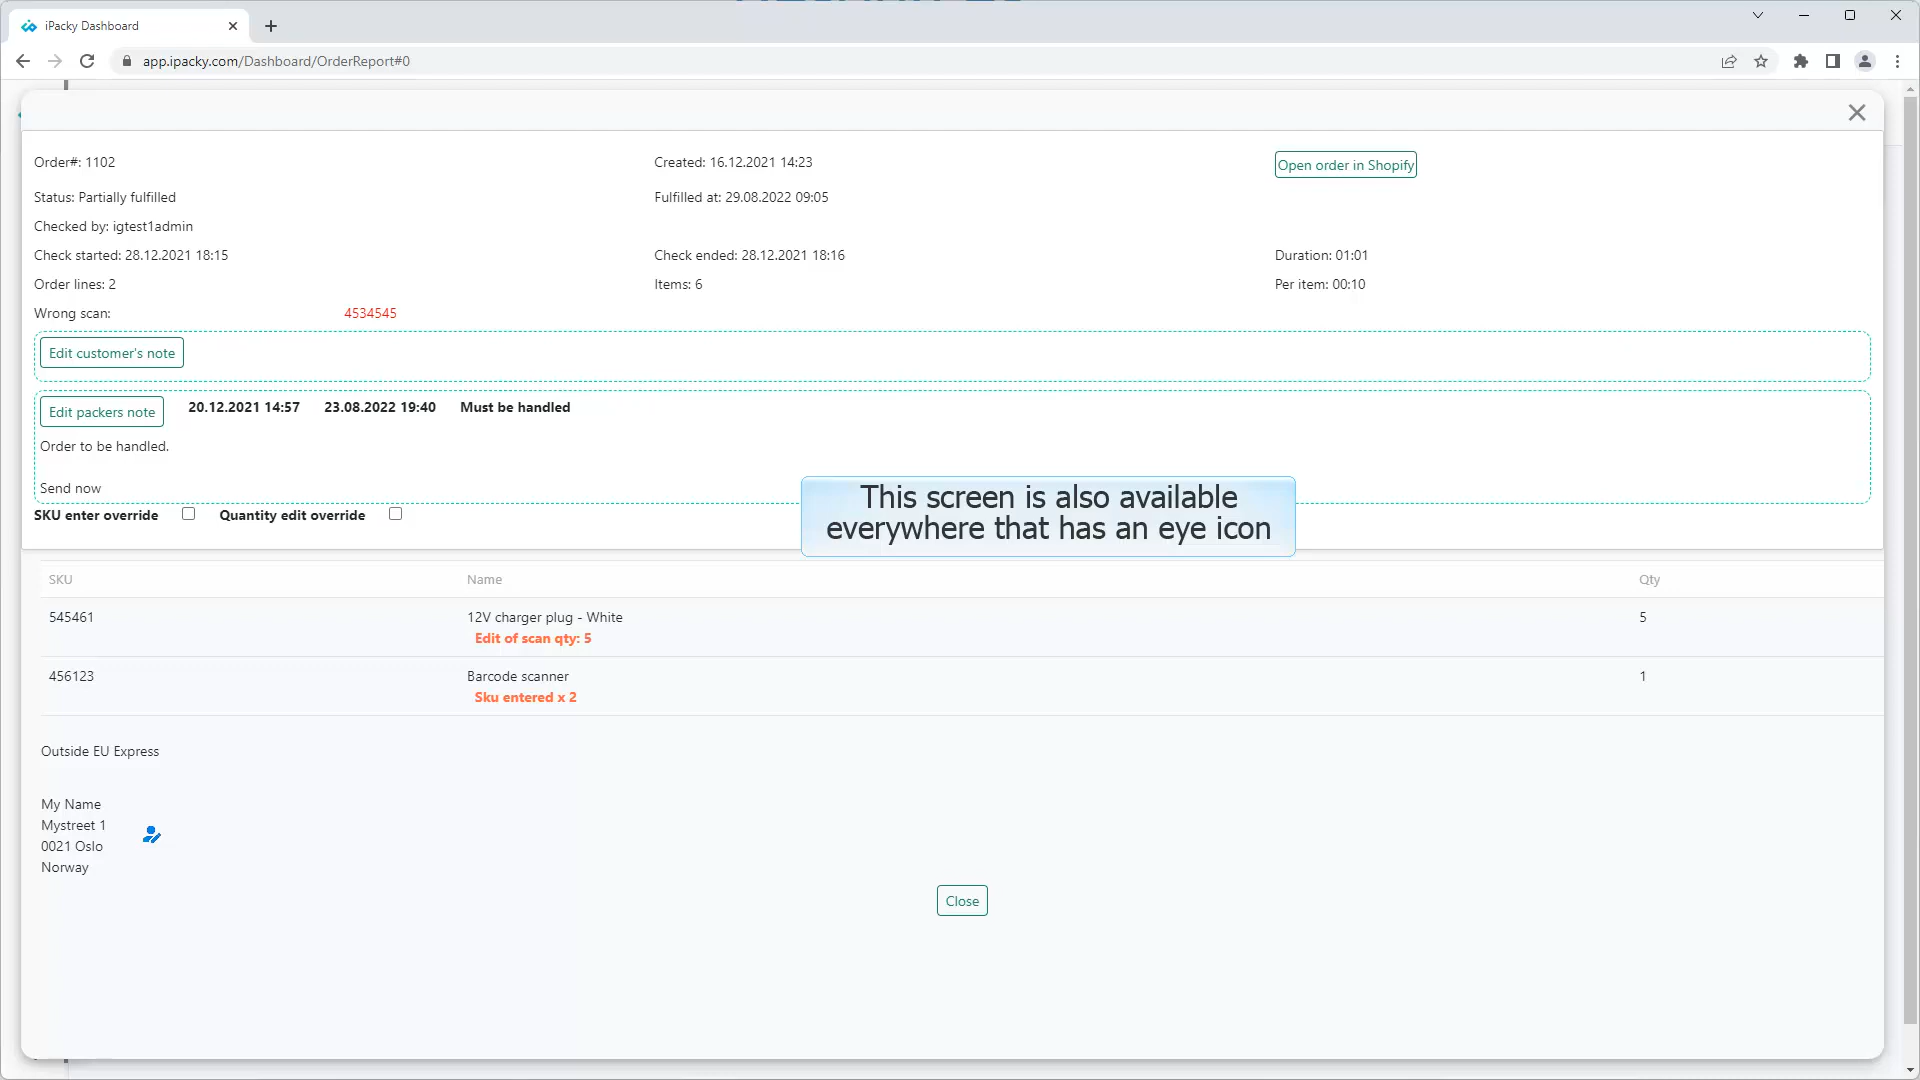 iPacky Dashboard
app.ipacky.com/Dashboard/OrderReport#0
Order#: 1102
Created: 16.12.2021 14:23
Open order in Shopify
Status: Partially fulfilled
Fulfilled at: 29.08.2022 09:05
Checked by: igtest1admin
Check started: 28.12.2021 18:15
Check ended: 28.12.2021 18:16
Duration: 01:01
Order lines: 2
Items: 6
Per item: 00:10
Wrong scan:
4534545
Edit customer's note
Edit packers note
20.12.2021 14:57
23.08.2022 19:40
Must be handled
Order to be handled.
Send now
SKU enter override
Quantity edit override
This screen is also available
everywhere that has an eye icon
SKU
Name
Qty
545461
12V charger plug - White
5
Edit of scan qty: 5
456123
Barcode scanner
1
Sku entered x 2
Outside EU Express
My Name
Mystreet 1
0021 Oslo
Norway
Close